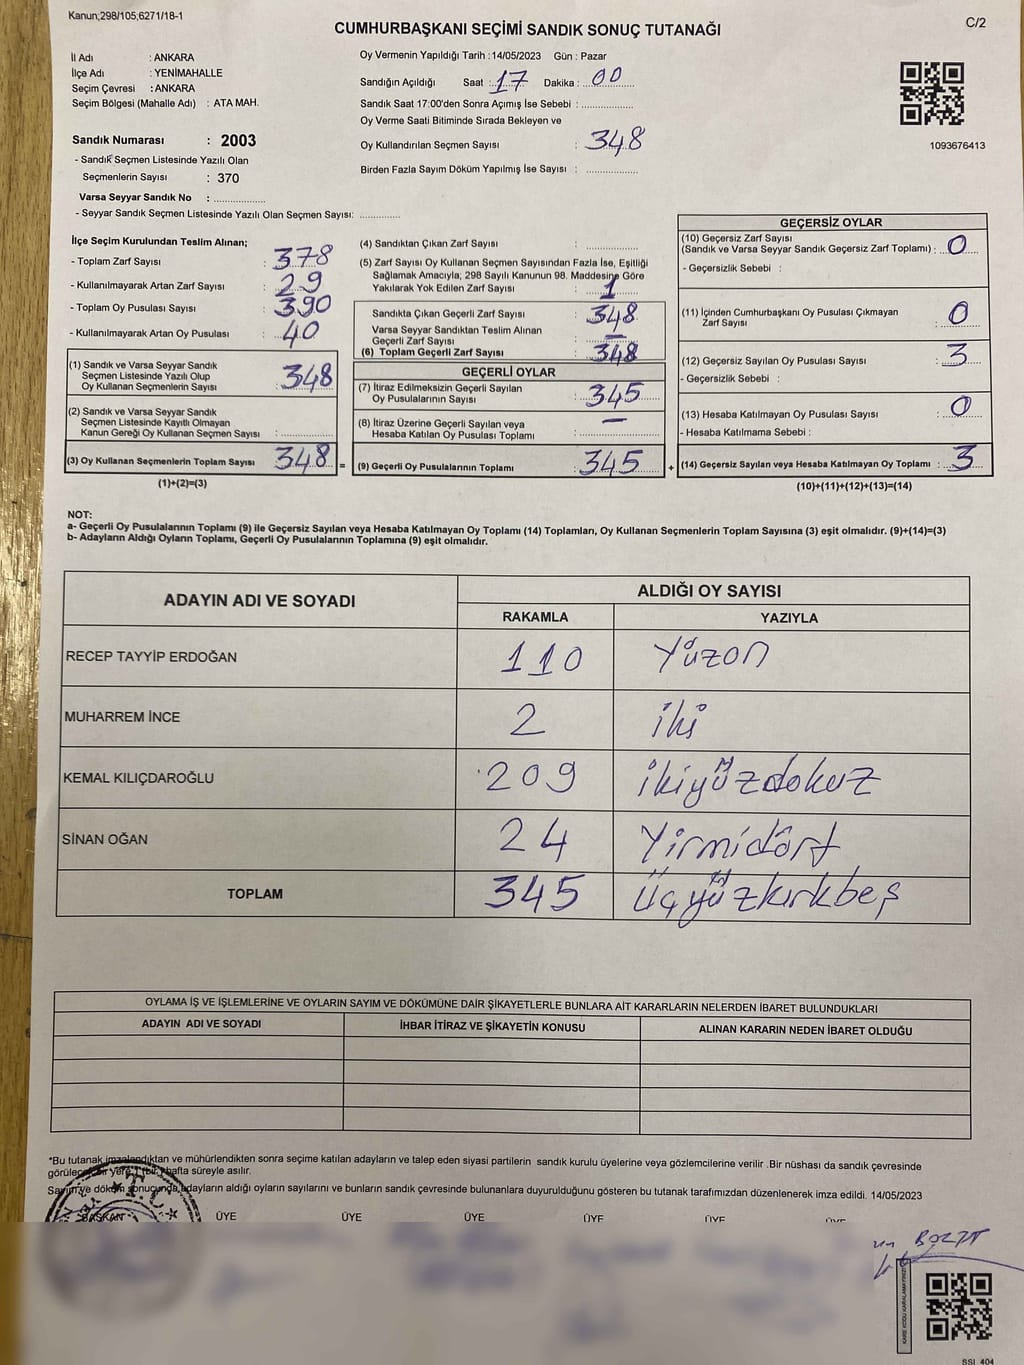 Kanun;298/105;6271/18-1
C/2
CUMHURBAŞKANI SEÇİMİ SANDIK SONUÇ TUTANAĞI
İl Adı : ANKARA
İlçe Adı : YENİMAHALLE
Seçim Çevresi : ANKARA
Seçim Bölgesi (Mahalle Adı) : ATA MAH.
Oy Vermenin Yapıldığı Tarih :14/05/2023 Gün : Pazar
Sandığın Açıldığı Saat : 17 Dakika : 00
Sandık Saat 17:00'den Sonra Açımış İse Sebebi : ..............
Oy Verme Saati Bitiminde Sırada Bekleyen ve
Oy Kullandırılan Seçmen Sayısı : 348
Birden Fazla Sayım Döküm Yapılmış İse Sayısı : ..............
1093676413
Sandık Numarası : 2003
- Sandık Seçmen Listesinde Yazılı Olan
Seçmenlerin Sayısı : 370
Varsa Seyyar Sandık No : ..............
- Seyyar Sandık Seçmen Listesinde Yazılı Olan Seçmen Sayısı: ...........
İlçe Seçim Kurulundan Teslim Alınan;
- Toplam Zarf Sayısı : 378
- Kullanılmayarak Artan Zarf Sayısı : 29
- Toplam Oy Pusulası Sayısı : 390
- Kullanılmayarak Artan Oy Pusulası : 40
(1) Sandık ve Varsa Seyyar Sandık
Seçmen Listesinde Yazılı Olup
Oy Kullanan Seçmenlerin Sayısı : 348
(2) Sandık ve Varsa Seyyar Sandık
Seçmen Listesinde Kayıtlı Olmayan
Kanun Gereği Oy Kullanan Seçmen Sayısı : ..............
(3) Oy Kullanan Seçmenlerin Toplam Sayısı : 348 =
(1)+(2)=(3)
(4) Sandıktan Çıkan Zarf Sayısı : ..............
(5) Zarf Sayısı Oy Kullanan Seçmen Sayısından Fazla İse, Eşitliği
Sağlamak Amacıyla; 298 Sayılı Kanunun 98. Maddesine Göre
Yakılarak Yok Edilen Zarf Sayısı : 1
Sandıkta Çıkan Geçerli Zarf Sayısı : 348
Varsa Seyyar Sandıktan Teslim Alınan
Geçerli Zarf Sayısı : —
(6) Toplam Geçerli Zarf Sayısı : 348
GEÇERLİ OYLAR
(7) İtiraz Edilmeksizin Geçerli Sayılan
Oy Pusulalarının Sayısı : 345
(8) İtiraz Üzerine Geçerli Sayılan veya
Hesaba Katılan Oy Pusulası Toplamı : —
(9) Geçerli Oy Pusulalarının Toplamı : 345 +
GEÇERSİZ OYLAR
(10) Geçersiz Zarf Sayısı
(Sandık ve Varsa Seyyar Sandık Geçersiz Zarf Toplamı) : 0
- Geçersizlik Sebebi :
(11) İçinden Cumhurbaşkanı Oy Pusulası Çıkmayan
Zarf Sayısı : 0
(12) Geçersiz Sayılan Oy Pusulası Sayısı : 3
- Geçersizlik Sebebi :
(13) Hesaba Katılmayan Oy Pusulası Sayısı : 0
- Hesaba Katılmama Sebebi :
(14) Geçersiz Sayılan veya Hesaba Katılmayan Oy Toplamı : 3
(10)+(11)+(12)+(13)=(14)
NOT:
a- Geçerli Oy Pusulalarının Toplamı (9) ile Geçersiz Sayılan veya Hesaba Katılmayan Oy Toplamı (14) Toplamları, Oy Kullanan Seçmenlerin Toplam Sayısına (3) eşit olmalıdır. (9)+(14)=(3)
b- Adayların Aldığı Oyların Toplamı, Geçerli Oy Pusulalarının Toplamına (9) eşit olmalıdır.
ADAYIN ADI VE SOYADI
ALDIĞI OY SAYISI
RAKAMLA YAZIYLA
RECEP TAYYİP ERDOĞAN 110 Yüzon
MUHARREM İNCE 2 iki
KEMAL KILIÇDAROĞLU 209 ikiyüzdokuz
SİNAN OĞAN 24 Yirmidört
TOPLAM 345 Üçyüzkırkbeş
OYLAMA İŞ VE İŞLEMLERİNE VE OYLARIN SAYIM VE DÖKÜMÜNE DAİR ŞİKAYETLERLE BUNLARA AİT KARARLARIN NELERDEN İBARET BULUNDUKLARI
ADAYIN ADI VE SOYADI İHBAR İTİRAZ VE ŞİKAYETİN KONUSU ALINAN KARARIN NEDEN İBARET OLDUĞU
*Bu tutanak imzalandıktan ve mühürlendikten sonra seçime katılan adayların ve talep eden siyasi partilerin sandık kurulu üyelerine veya gözlemcilerine verilir .Bir nüshası da sandık çevresinde
görülecek bir yere 1 (bir) hafta süreyle asılır.
Sayım ve döküm sonucunda adayların aldığı oyların sayılarını ve bunların sandık çevresinde bulunanlara duyurulduğunu gösteren bu tutanak tarafımızdan düzenlenerek imza edildi. 14/05/2023
BAŞKAN ÜYE ÜYE ÜYE ÜYE ÜYE ÜYE
T.C.
KARE KODU KARALAMAYINIZ
SSI 404